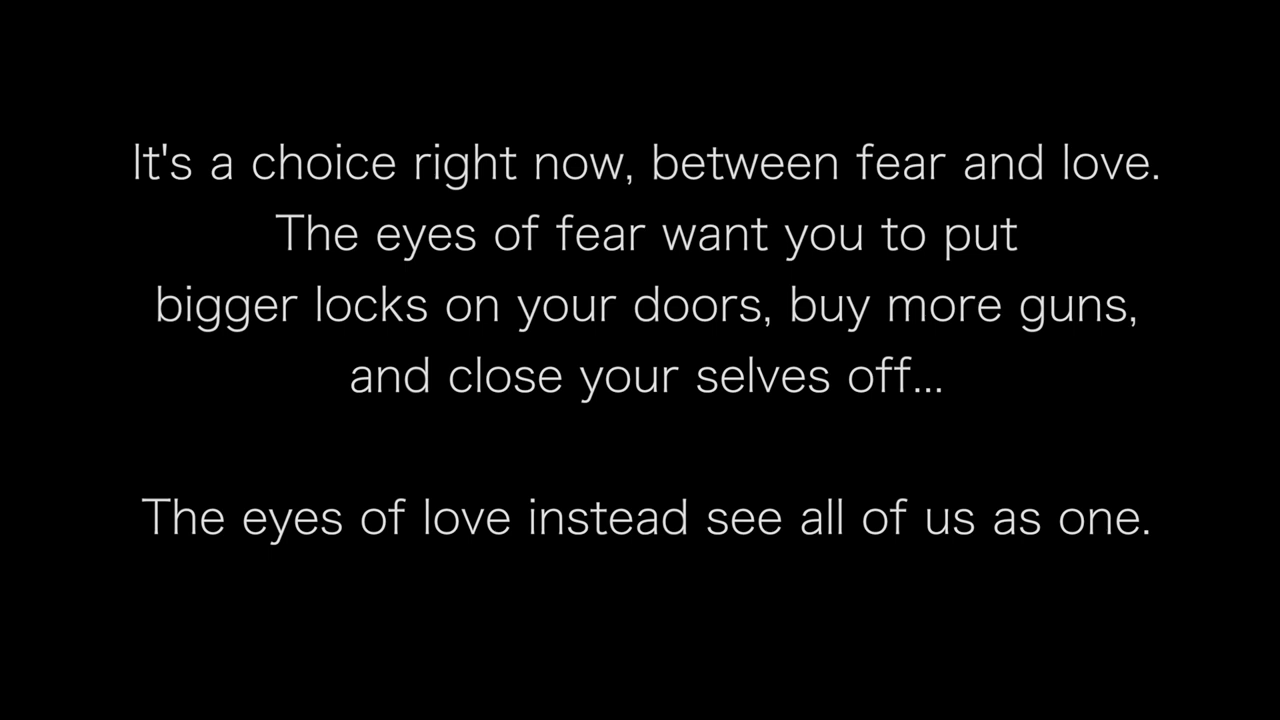 It's a choice right now, between fear and love.
The eyes of fear want you to put
bigger locks on your doors, buy more guns,
and close your selves off...
The eyes of love instead see all of us as one.